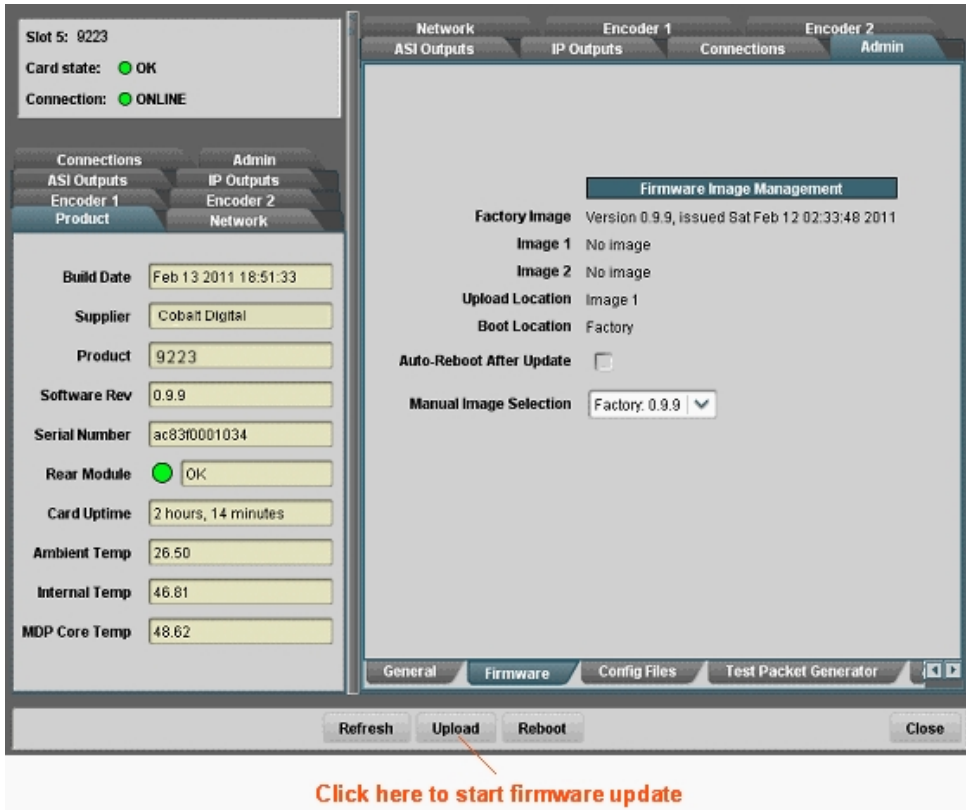 Slot 5: 9223
Card state: OK
Connection: ONLINE
Connections Admin
ASI Outputs IP Outputs
Encoder 1 Encoder 2
Product Network
Build Date Feb 13 2011 18:51:33
Supplier Cobalt Digital
Product 9223
Software Rev 0.9.9
Serial Number ac83f0001034
Rear Module OK
Card Uptime 2 hours, 14 minutes
Ambient Temp 26.50
Internal Temp 46.81
MDP Core Temp 48.62
Network Encoder 1 Encoder 2
ASI Outputs IP Outputs Connections Admin
Firmware Image Management
Factory Image Version 0.9.9, issued Sat Feb 12 02:33:48 2011
Image 1 No image
Image 2 No image
Upload Location Image 1
Boot Location Factory
Auto-Reboot After Update
Manual Image Selection Factory: 0.9.9
General Firmware Config Files Test Packet Generator
Refresh Upload Reboot Close
Click here to start firmware update